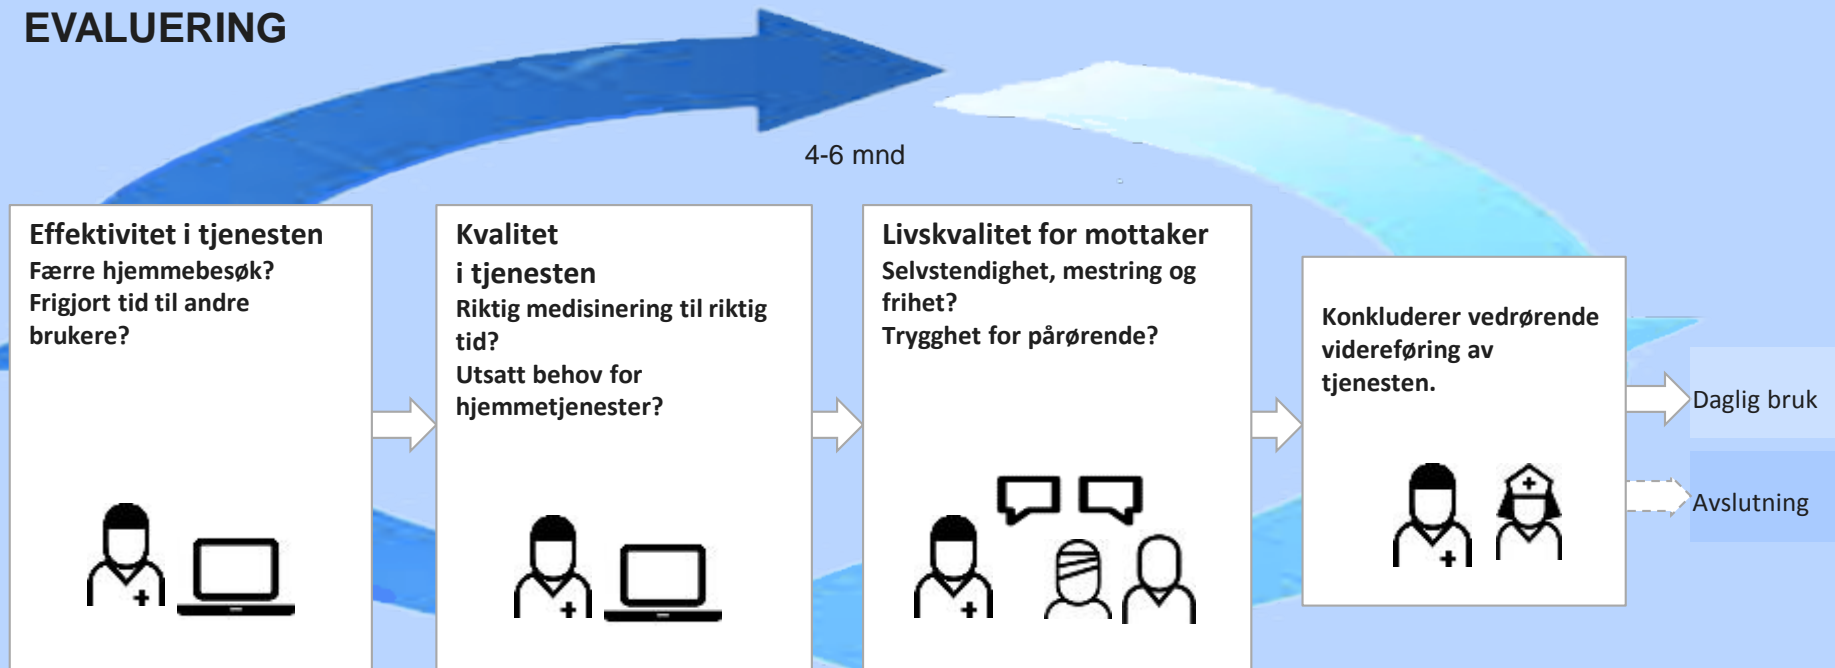 EVALUERING
4-6 mnd
Effektivitet i tjenesten
Færre hjemmebesøk?
Frigjort tid til andre
brukere?
Kvalitet
i tjenesten
Riktig medisinering til riktig
tid?
Utsatt behov for
hjemmetjenester?
Livskvalitet for mottaker
Selvstendighet, mestring og
frihet?
Trygghet for pårørende?
Konkluderer vedrørende
videreføring av
tjenesten.
Daglig bruk
Avslutning